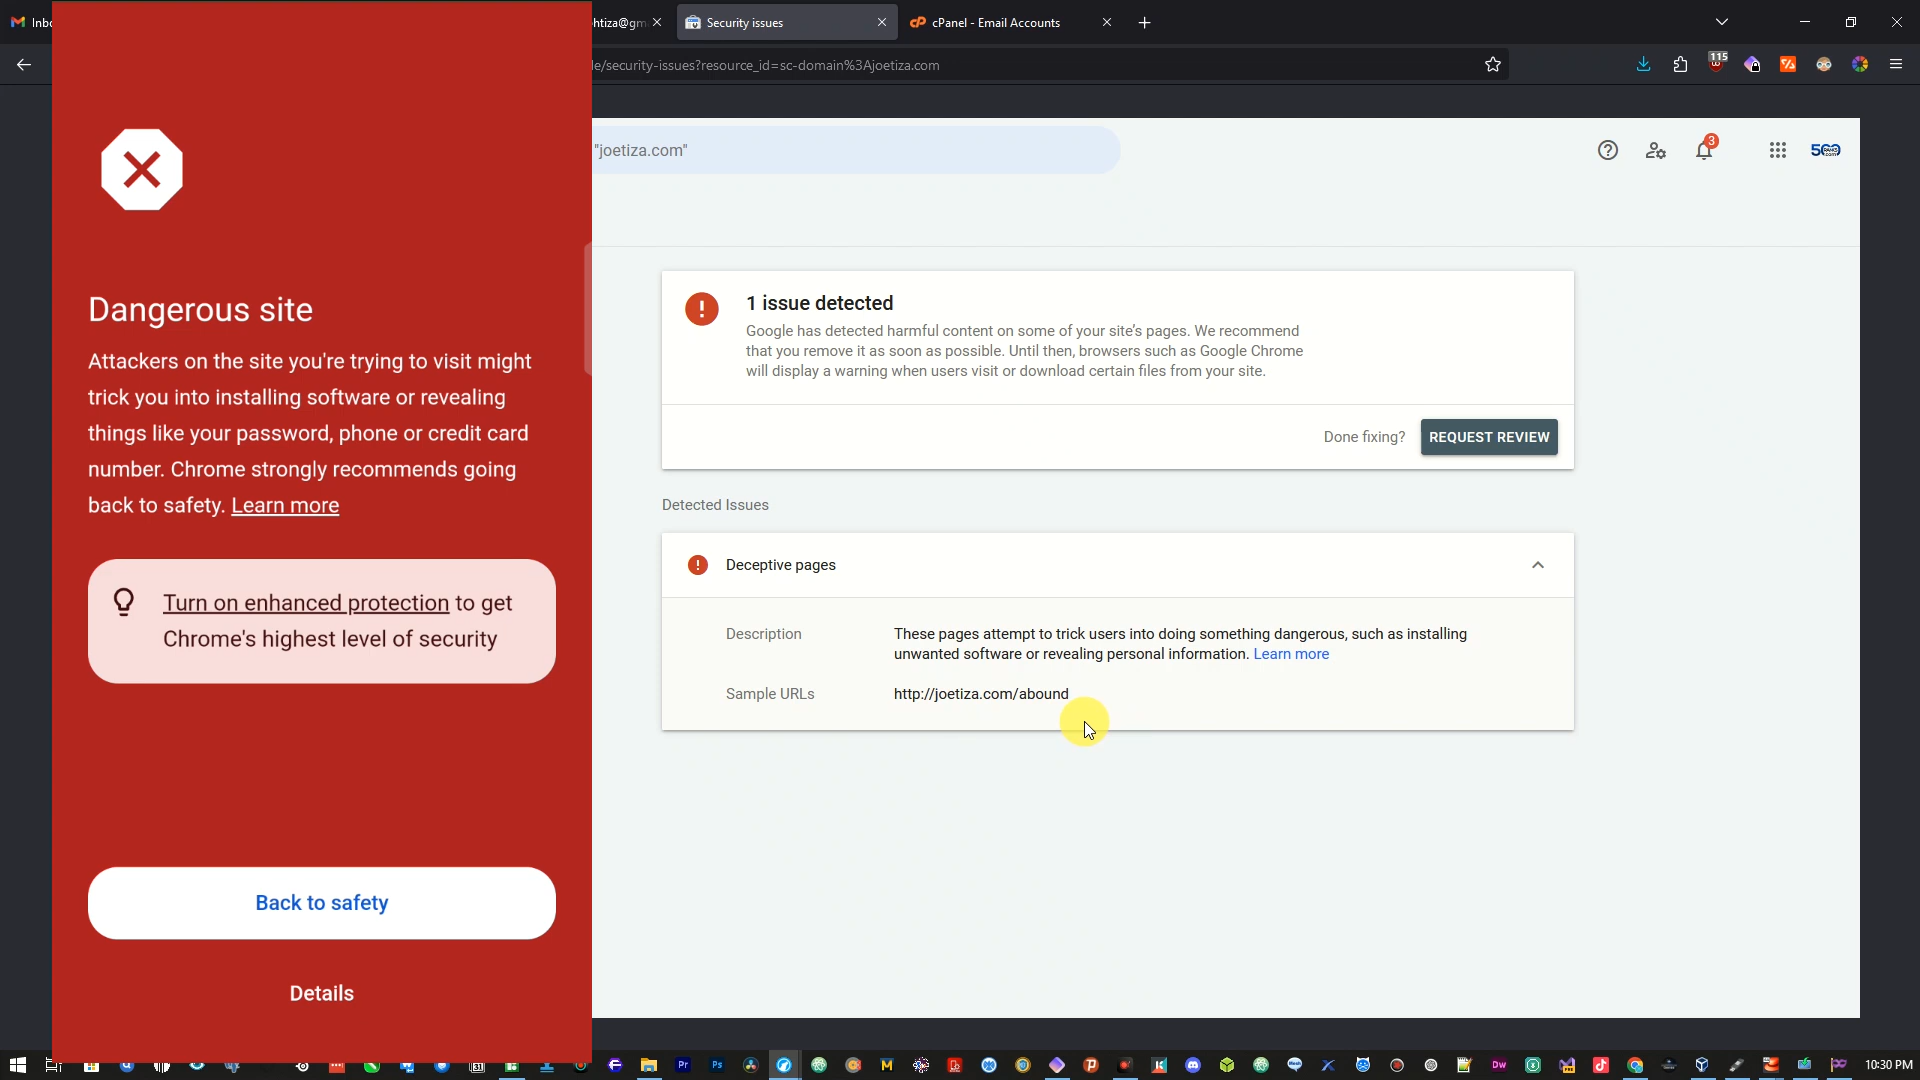 Inbo
htiza@gm
Security issues
cPanel - Email Accounts
le/security-issues?resource_id=sc-domain%3Ajoetiza.com
115
"joetiza.com"
3
Dangerous site
Attackers on the site you're trying to visit might
trick you into installing software or revealing
things like your password, phone or credit card
number. Chrome strongly recommends going
back to safety. Learn more
Turn on enhanced protection to get
Chrome's highest level of security
Back to safety
Details
1 issue detected
Google has detected harmful content on some of your site's pages. We recommend
that you remove it as soon as possible. Until then, browsers such as Google Chrome
will display a warning when users visit or download certain files from your site.
Done fixing? REQUEST REVIEW
Detected Issues
Deceptive pages
Description
These pages attempt to trick users into doing something dangerous, such as installing
unwanted software or revealing personal information. Learn more
Sample URLs
http://joetiza.com/abound
Pr
Ps
Dw
10:30 PM